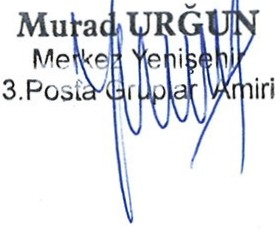 Murad URĞUN
Merkez Yenişehir
3.Posta Gruplar Amiri